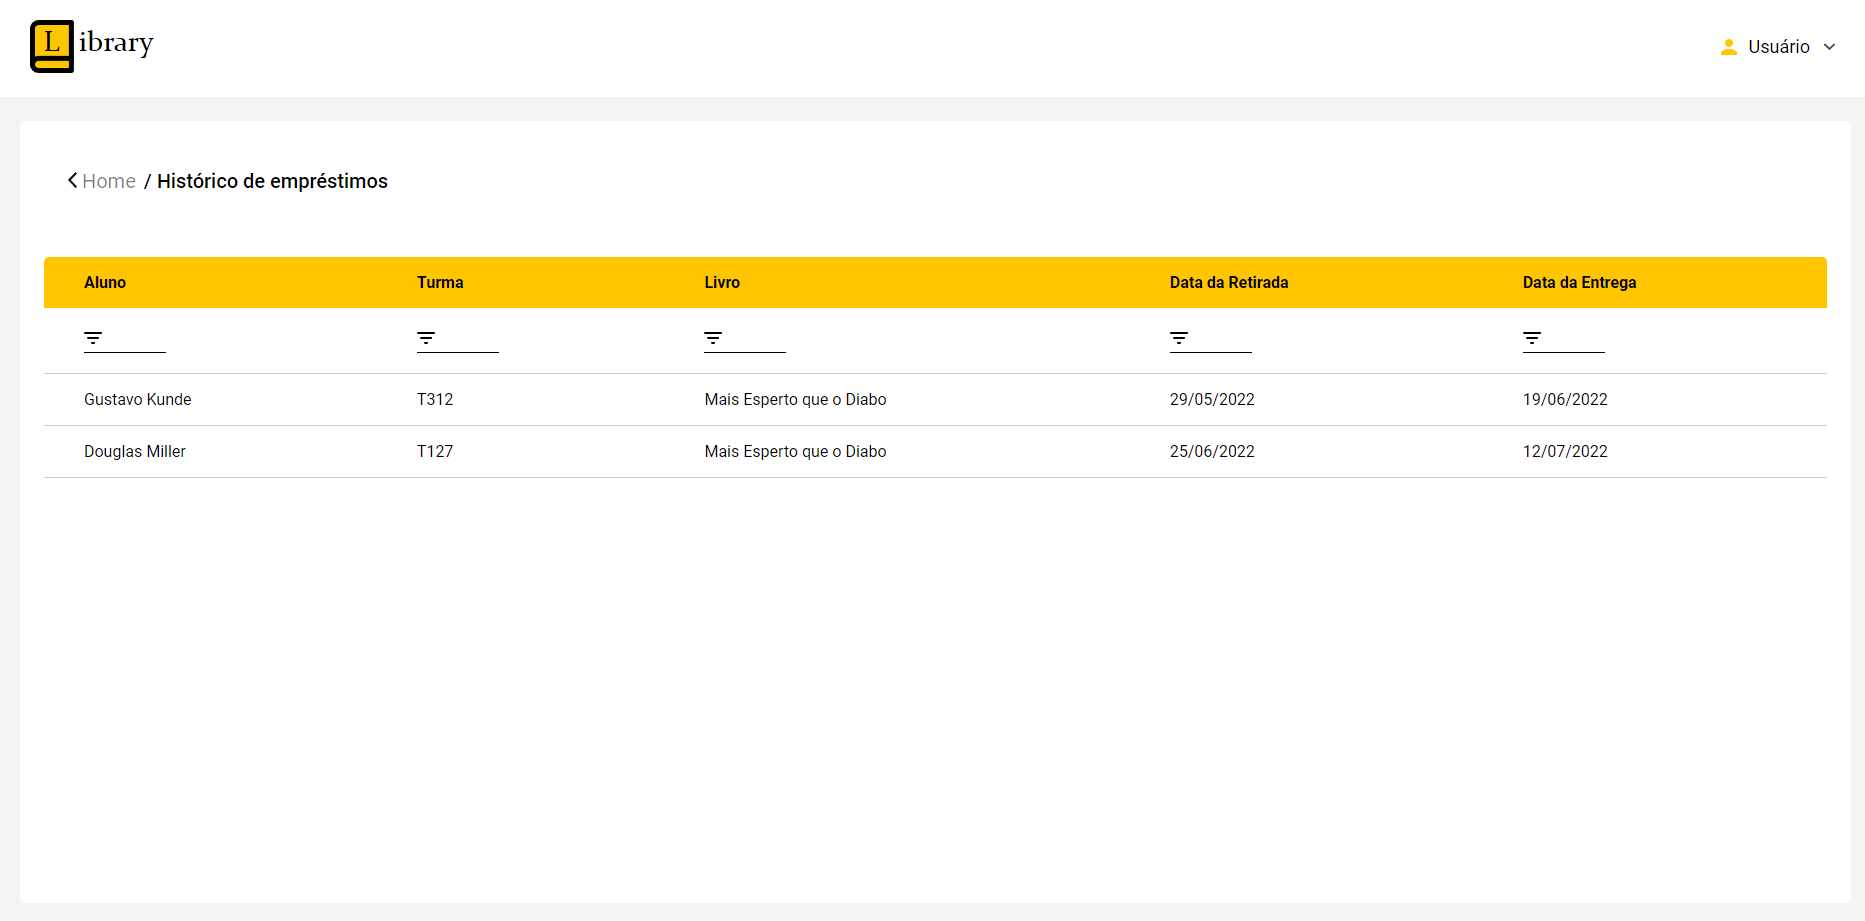 Library
Usuário
Home / Histórico de empréstimos
Aluno Turma Livro Data da Retirada Data da Entrega
Gustavo Kunde T312 Mais Esperto que o Diabo 29/05/2022 19/06/2022
Douglas Miller T127 Mais Esperto que o Diabo 25/06/2022 12/07/2022